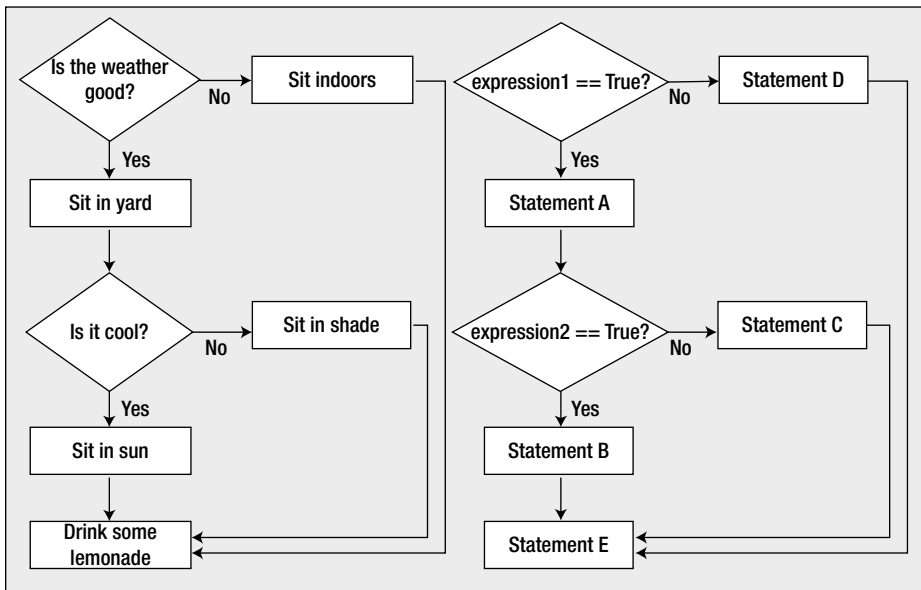 Is the weather
good?
No
Sit indoors
Yes
Sit in yard
Is it cool?
No
Sit in shade
Yes
Sit in sun
Drink some
lemonade
expression1 == True?
No
Statement D
Yes
Statement A
expression2 == True?
No
Statement C
Yes
Statement B
Statement E